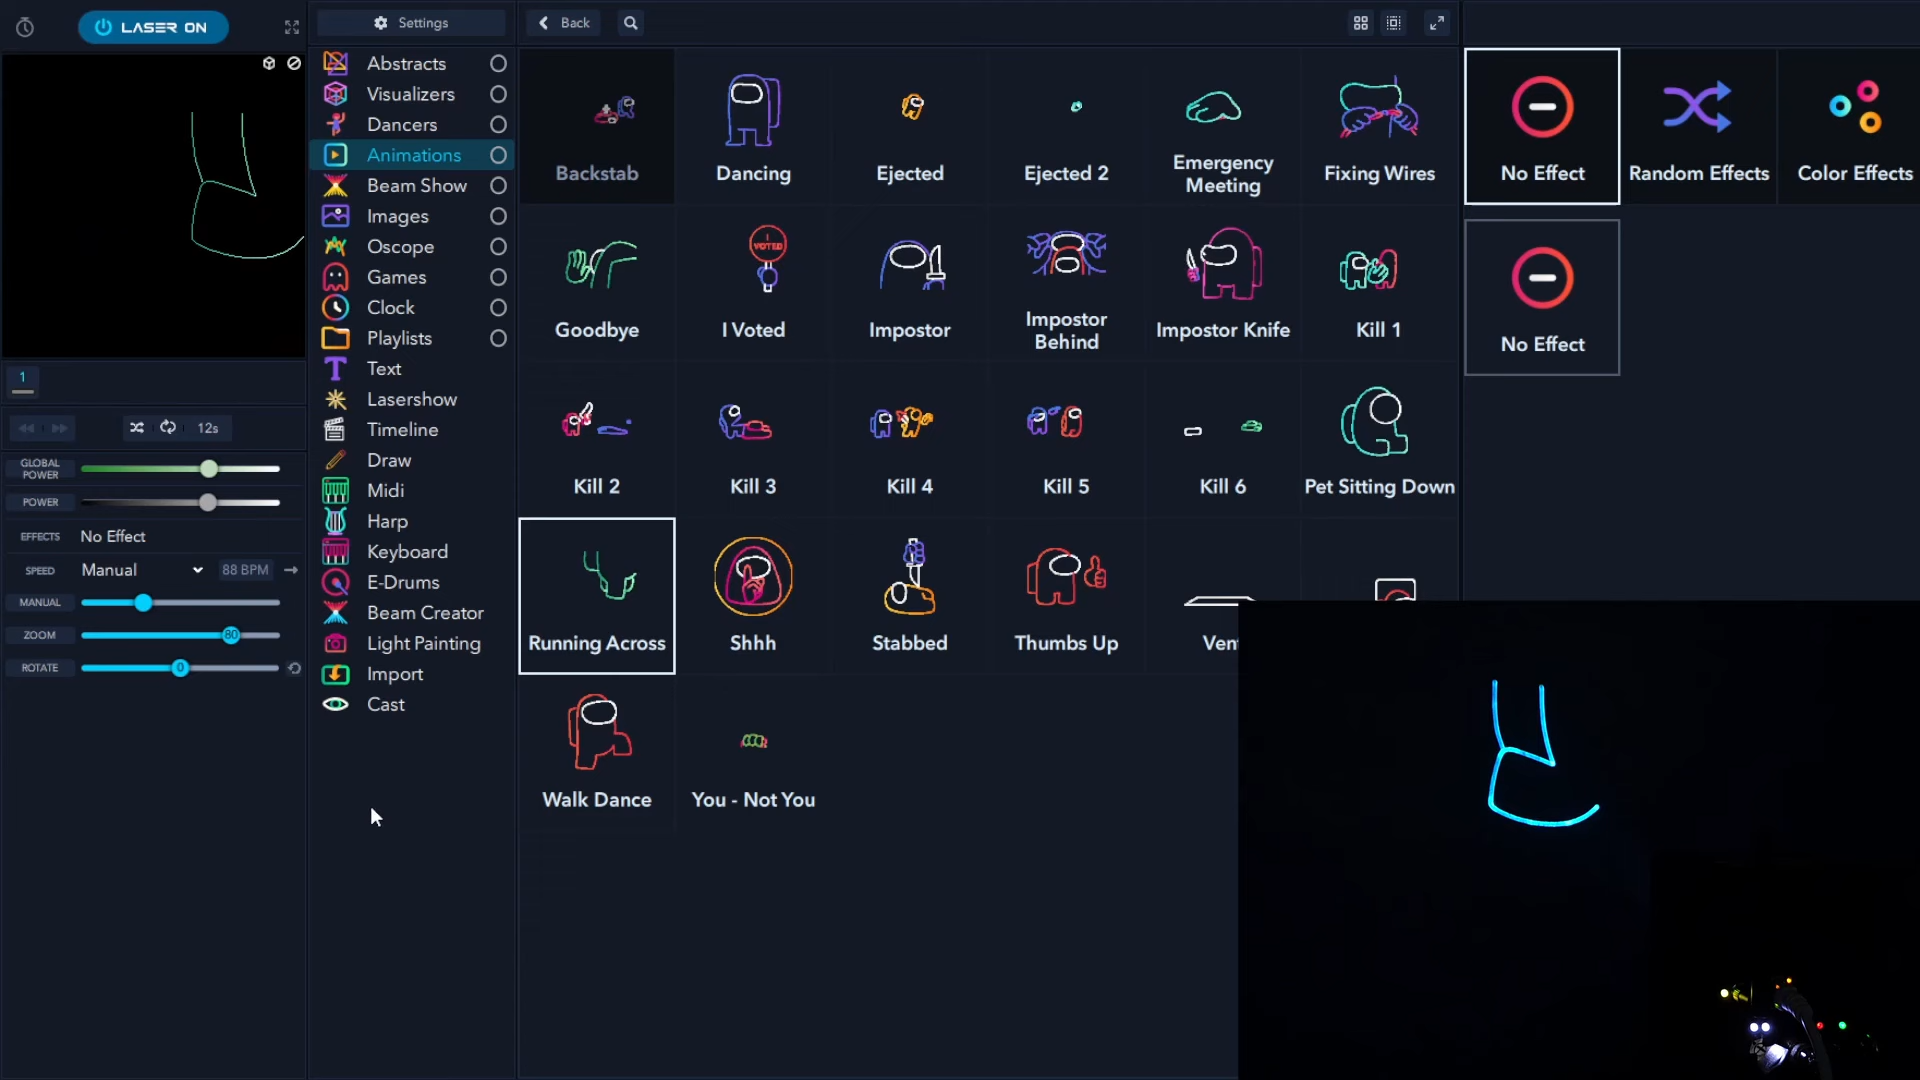 LASER ON
Settings
Back
1
12s
GLOBAL
POWER
POWER
EFFECTS
No Effect
SPEED
Manual
88 BPM
MANUAL
ZOOM
80
ROTATE
0
Abstracts
Visualizers
Dancers
Animations
Beam Show
Images
Oscope
Games
Clock
Playlists
Text
Lasershow
Timeline
Draw
Midi
Harp
Keyboard
E-Drums
Beam Creator
Light Painting
Import
Cast
Backstab
Dancing
Ejected
Ejected 2
Emergency
Meeting
Fixing Wires
VOTED
Goodbye
I Voted
Impostor
Impostor
Behind
Impostor Knife
Kill 1
Kill 2
Kill 3
Kill 4
Kill 5
Kill 6
Pet Sitting Down
Running Across
Shhh
Stabbed
Thumbs Up
Vent
Walk Dance
You - Not You
No Effect
Random Effects
Color Effects
No Effect